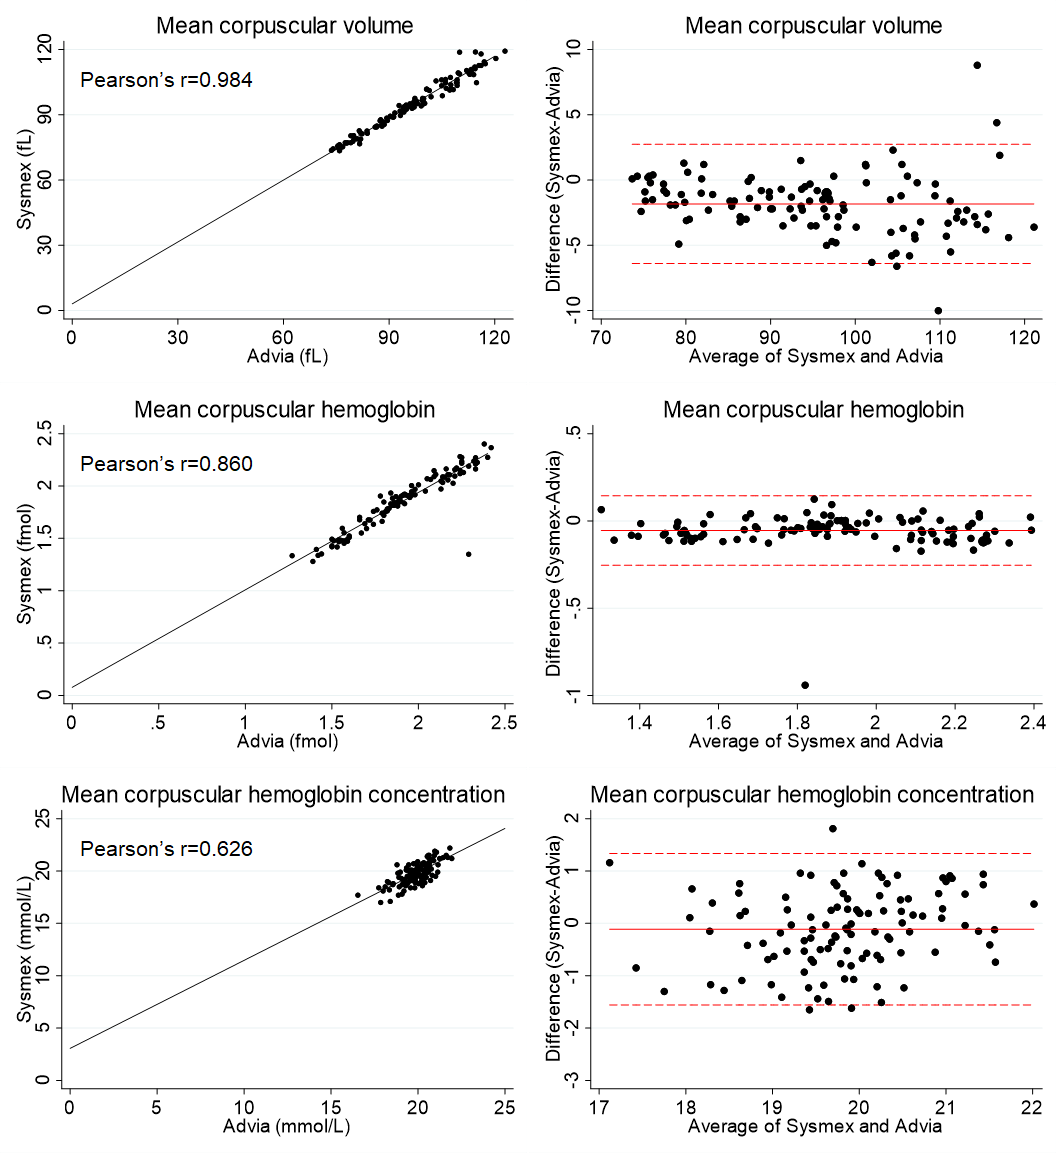 Mean corpuscular volume
Pearson’s r=0.984
Sysmex (fL)
120
90
60
30
0
0 30 60 90 120
Advia (fL)
Mean corpuscular volume
Difference (Sysmex-Advia)
10
5
0
-5
-10
70 80 90 100 110 120
Average of Sysmex and Advia
Mean corpuscular hemoglobin
Pearson’s r=0.860
Sysmex (fmol)
2.5
2
1.5
1
.5
0
0 .5 1 1.5 2 2.5
Advia (fmol)
Mean corpuscular hemoglobin
Difference (Sysmex-Advia)
.5
0
-.5
-1
1.4 1.6 1.8 2 2.2 2.4
Average of Sysmex and Advia
Mean corpuscular hemoglobin concentration
Pearson’s r=0.626
Sysmex (mmol/L)
25
20
15
10
5
0
0 5 10 15 20 25
Advia (mmol/L)
Mean corpuscular hemoglobin concentration
Difference (Sysmex-Advia)
2
1
0
-1
-2
-3
17 18 19 20 21 22
Average of Sysmex and Advia